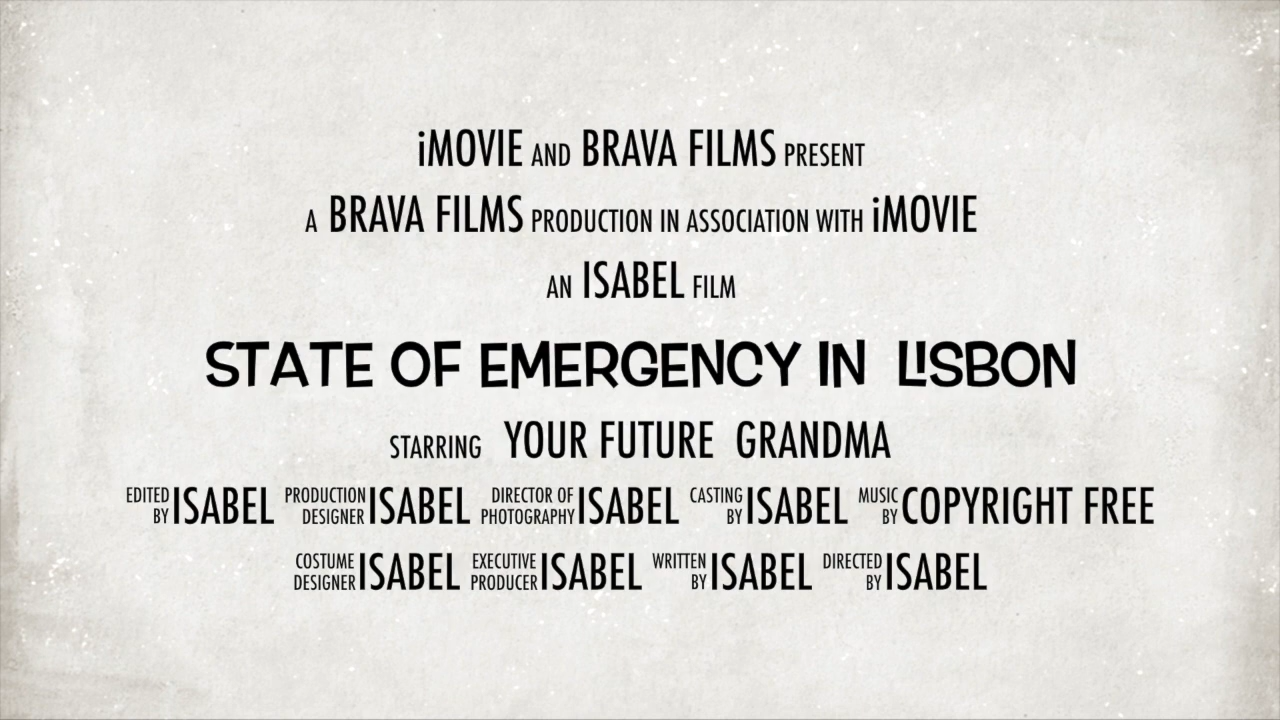 iMOVIE AND BRAVA FILMS PRESENT
A BRAVA FILMS PRODUCTION IN ASSOCIATION WITH iMOVIE
AN ISABEL FILM
STATE OF EMERGENCY IN LISBON
STARRING YOUR FUTURE GRANDMA
EDITED BY ISABEL PRODUCTION DESIGNER ISABEL DIRECTOR OF PHOTOGRAPHY ISABEL CASTING BY ISABEL MUSIC BY COPYRIGHT FREE
COSTUME DESIGNER ISABEL EXECUTIVE PRODUCER ISABEL WRITTEN BY ISABEL DIRECTED BY ISABEL